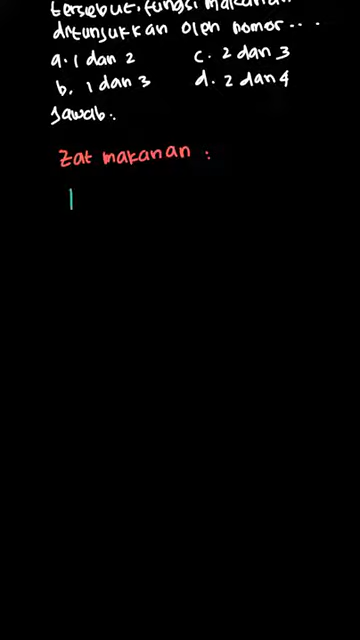 tersebut, fungsi makanan
ditunjukkan oleh nomor ...
a. 1 dan 2 c. 2 dan 3
b. 1 dan 3 d. 2 dan 4
Jawab :
Zat makanan :